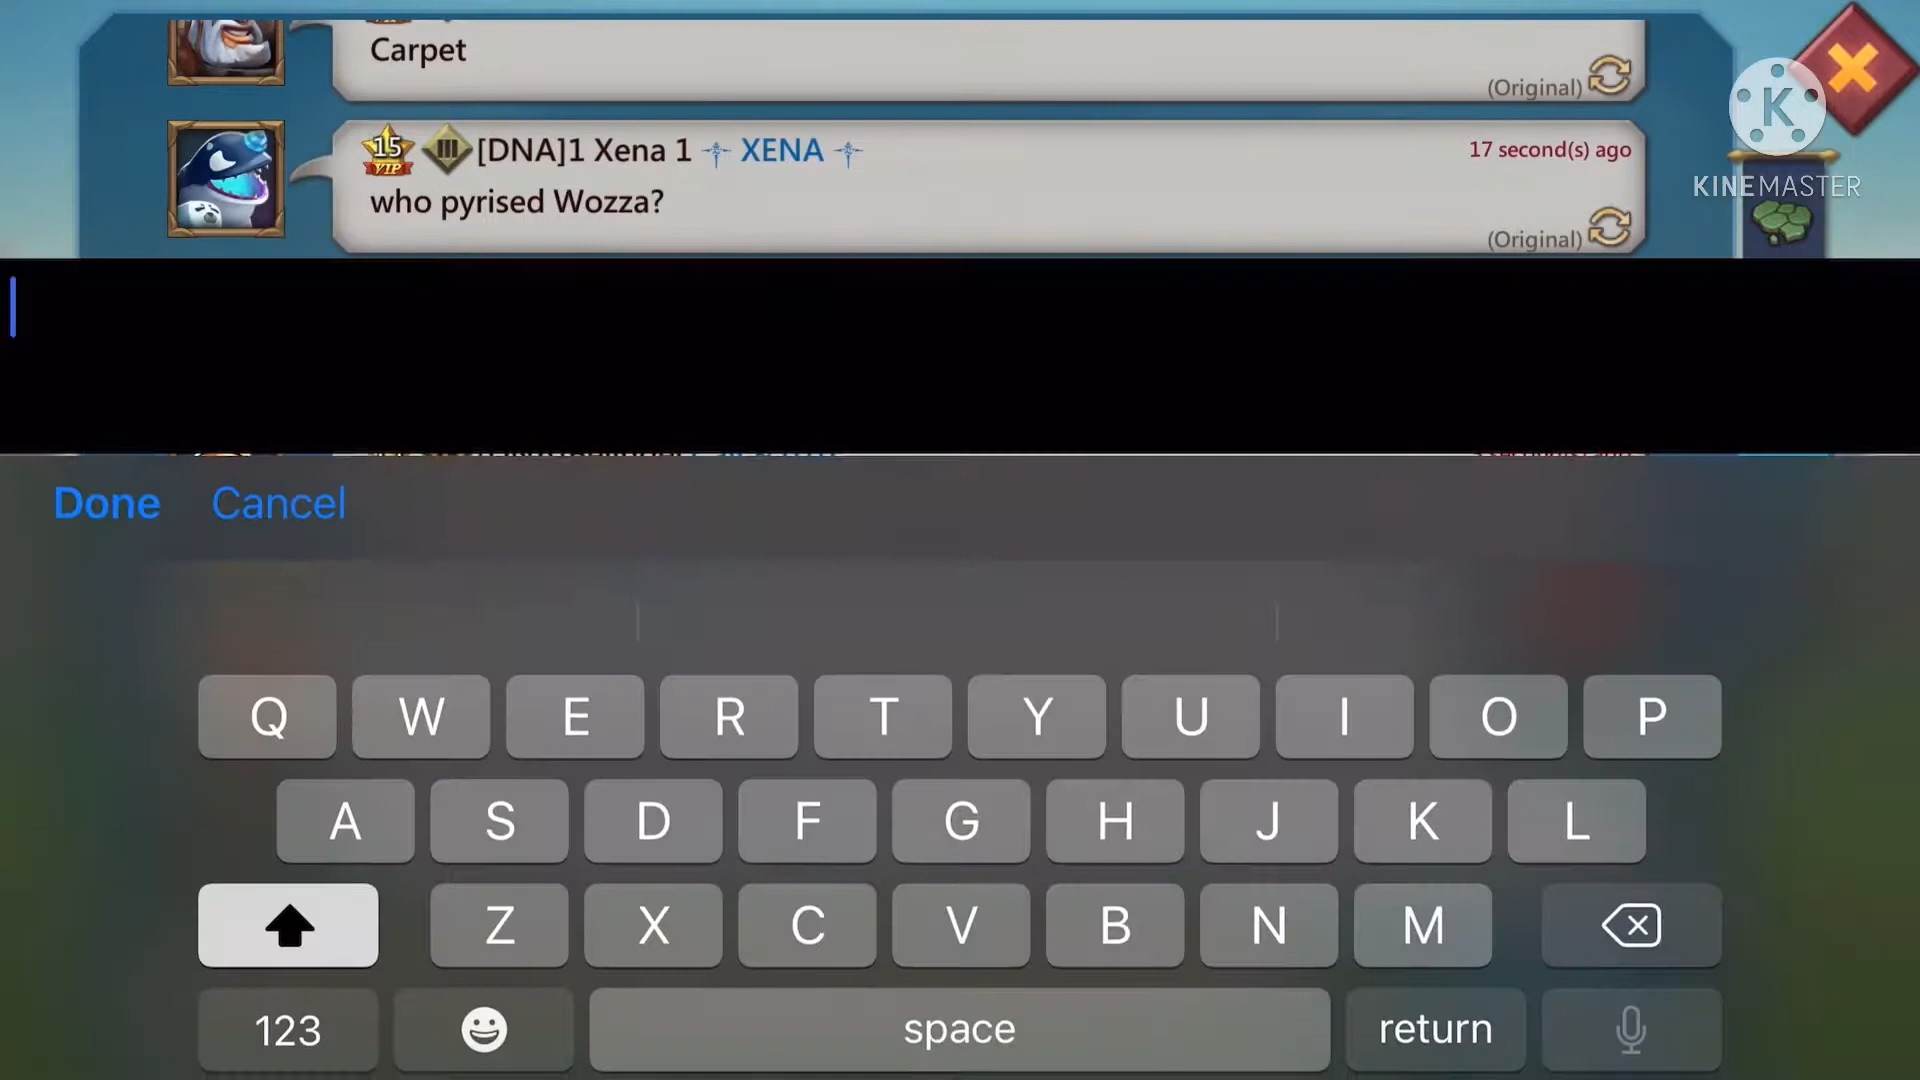 Carpet
(Original)
15 VIP III [DNA]1 Xena 1 XENA 17 second(s) ago
who pyrised Wozza?
(Original)
K
KINEMASTER
Done Cancel
Q W E R T Y U I O P
A S D F G H J K L
Z X C V B N M
123 space return